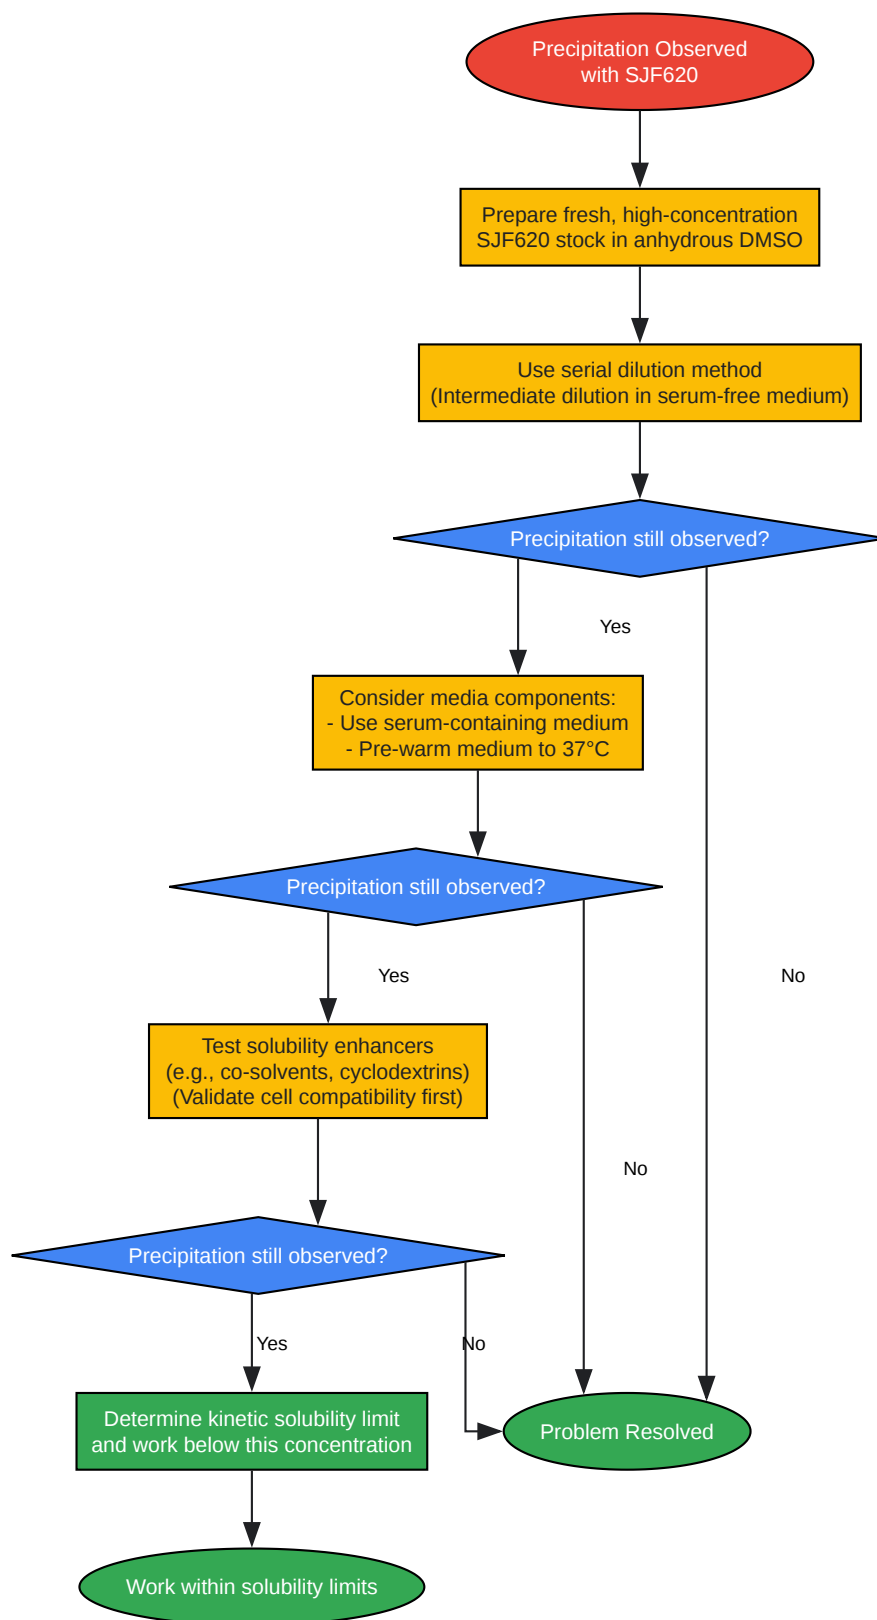 Precipitation Observed
with SJF620
Prepare fresh, high-concentration
SJF620 stock in anhydrous DMSO
Use serial dilution method
(Intermediate dilution in serum-free medium)
Precipitation still observed?
Yes
Consider media components:
- Use serum-containing medium
- Pre-warm medium to 37°C
Precipitation still observed?
Yes
No
Test solubility enhancers
(e.g., co-solvents, cyclodextrins)
(Validate cell compatibility first)
No
Precipitation still observed?
Yes
No
Determine kinetic solubility limit
and work below this concentration
Problem Resolved
Work within solubility limits